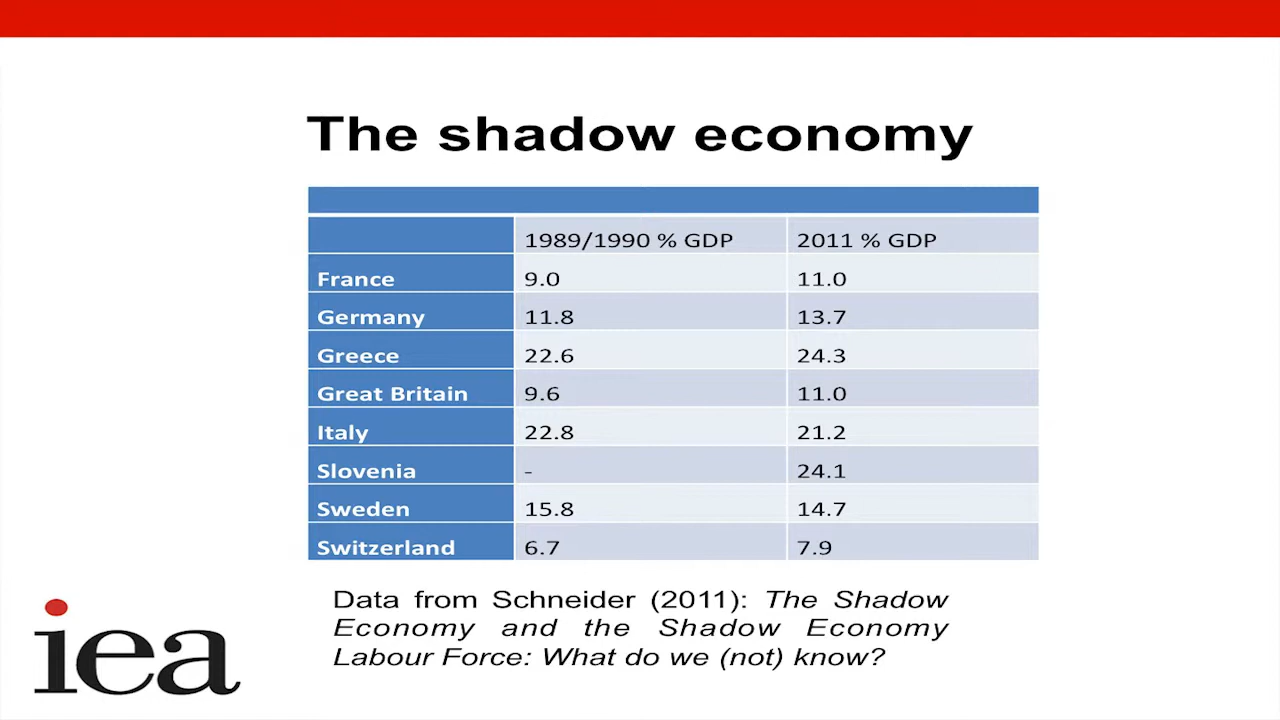 The shadow economy
1989/1990 % GDP 2011 % GDP
France 9.0 11.0
Germany 11.8 13.7
Greece 22.6 24.3
Great Britain 9.6 11.0
Italy 22.8 21.2
Slovenia - 24.1
Sweden 15.8 14.7
Switzerland 6.7 7.9
Data from Schneider (2011): The Shadow
Economy and the Shadow Economy
Labour Force: What do we (not) know?
iea